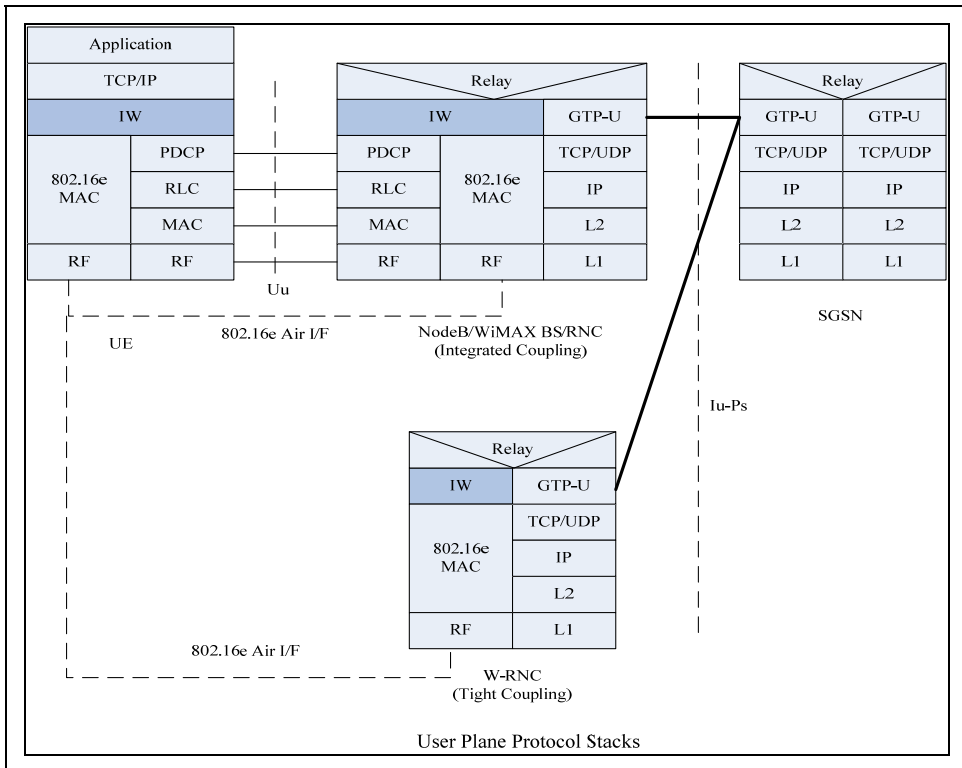 Application
TCP/IP
IW
802.16e
MAC
PDCP
RLC
MAC
RF
RF
Uu
Relay
IW
GTP-U
PDCP
802.16e
MAC
TCP/UDP
RLC
IP
MAC
L2
RF
RF
L1
Relay
GTP-U
GTP-U
TCP/UDP
TCP/UDP
IP
IP
L2
L2
L1
L1
802.16e Air I/F
UE
NodeB/WiMAX BS/RNC
(Integrated Coupling)
SGSN
Iu-Ps
Relay
IW
GTP-U
802.16e
MAC
TCP/UDP
IP
L2
RF
L1
802.16e Air I/F
W-RNC
(Tight Coupling)
User Plane Protocol Stacks